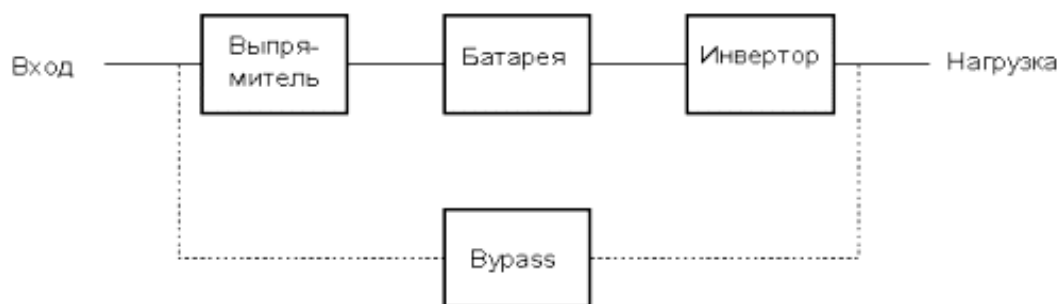 Вход
Выпря-
митель
Батарея
Инвертор
Нагрузка
Bypass